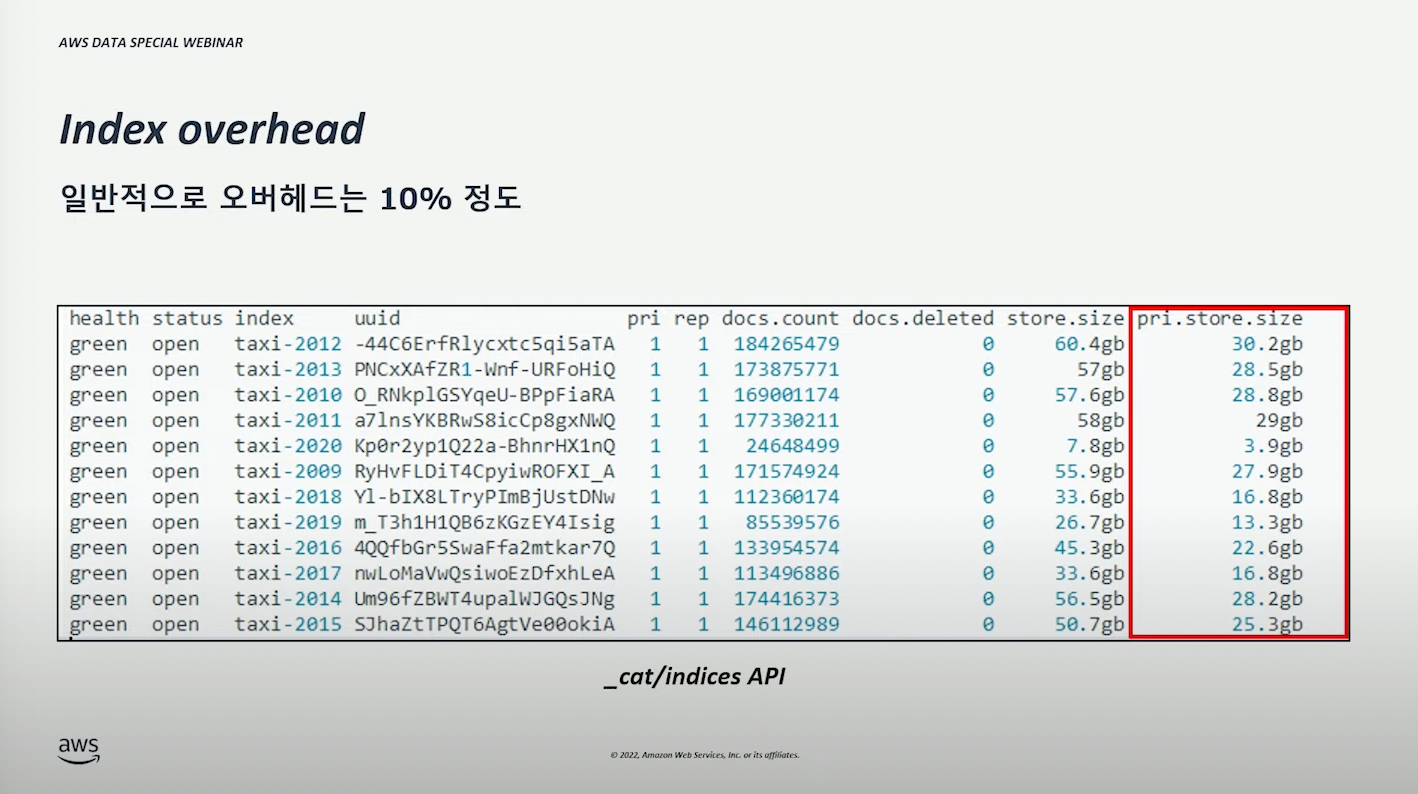 AWS DATA SPECIAL WEBINAR
Index overhead
일반적으로 오버헤드는 10% 정도
health status index uuid pri rep docs.count docs.deleted store.size pri.store.size
green open taxi-2012 -44C6ErfRlycxtc5qi5aTA 1 1 184265479 0 60.4gb 30.2gb
green open taxi-2013 PNCxXAfZR1-Wnf-URFoHiQ 1 1 173875771 0 57gb 28.5gb
green open taxi-2010 O_RNkplGSYqeU-BPpFiaRA 1 1 169001174 0 57.6gb 28.8gb
green open taxi-2011 a7lnsYKBRwS8icCp8gxNWQ 1 1 177330211 0 58gb 29gb
green open taxi-2020 Kp0r2yp1Q22a-BhnrHX1nQ 1 1 24648499 0 7.8gb 3.9gb
green open taxi-2009 RyHvFLDiT4CpyiwROFXI_A 1 1 171574924 0 55.9gb 27.9gb
green open taxi-2018 Yl-bIX8LTryPImBjUstDNw 1 1 112360174 0 33.6gb 16.8gb
green open taxi-2019 m_T3h1H1QB6zKGzEY4Isig 1 1 85539576 0 26.7gb 13.3gb
green open taxi-2016 4QQfbGr5SwaFfa2mtkar7Q 1 1 133954574 0 45.3gb 22.6gb
green open taxi-2017 nwLoMaVwQsiwoEzDfxhLeA 1 1 113496886 0 33.6gb 16.8gb
green open taxi-2014 Um96fZBWT4upalWJGQsJNg 1 1 174416373 0 56.5gb 28.2gb
green open taxi-2015 SJhaZtTPQT6AgtVe00okiA 1 1 146112989 0 50.7gb 25.3gb
_cat/indices API
aws
© 2022, Amazon Web Services, Inc. or its affiliates.